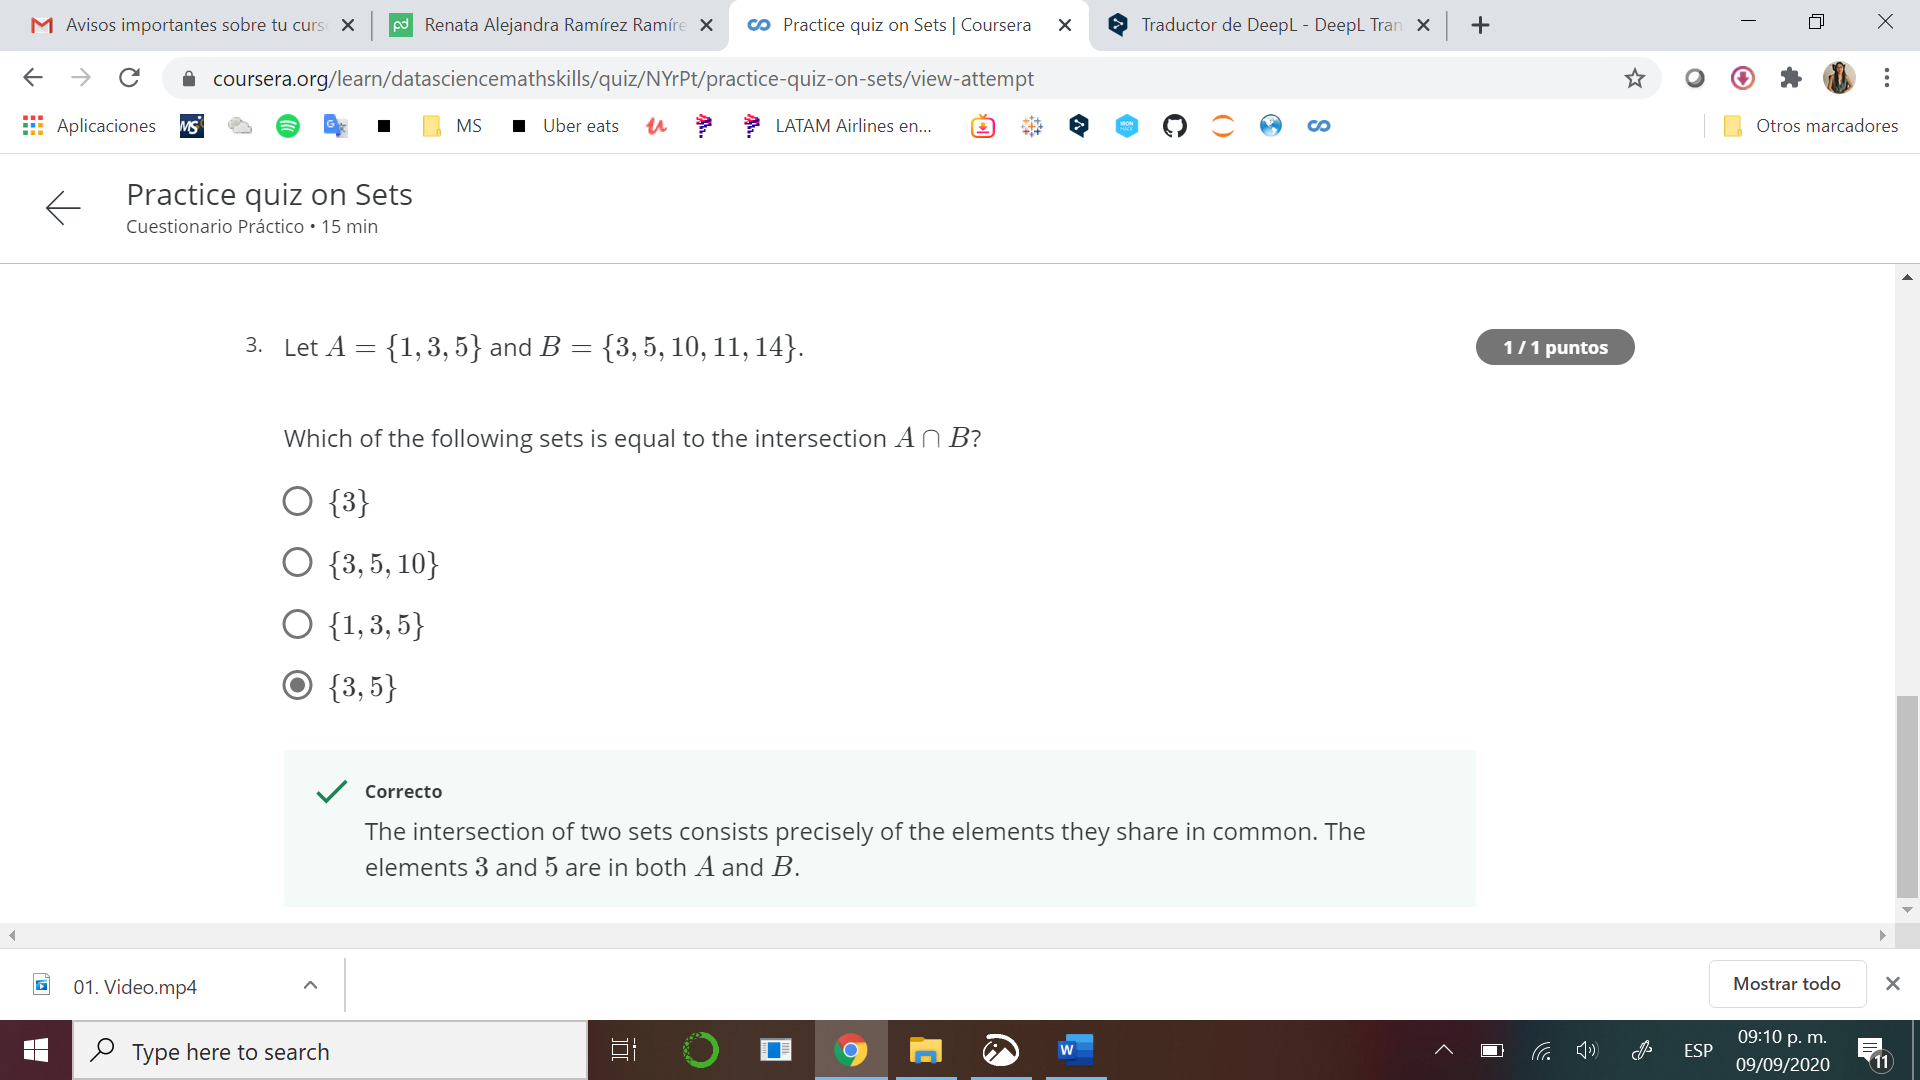 Avisos importantes sobre tu curs
Renata Alejandra Ramírez Ramíre
Practice quiz on Sets | Coursera
Traductor de DeepL - DeepL Tran
coursera.org/learn/datasciencemathskills/quiz/NYrPt/practice-quiz-on-sets/view-attempt
Aplicaciones
MS
Uber eats
LATAM Airlines en...
Otros marcadores
Practice quiz on Sets
Cuestionario Práctico • 15 min
3. Let A = {1, 3, 5} and B = {3, 5, 10, 11, 14}.
1 / 1 puntos
Which of the following sets is equal to the intersection A ∩ B?
{3}
{3, 5, 10}
{1, 3, 5}
{3, 5}
Correcto
The intersection of two sets consists precisely of the elements they share in common. The
elements 3 and 5 are in both A and B.
01. Video.mp4
Mostrar todo
Type here to search
ESP
09:10 p. m.
09/09/2020
11